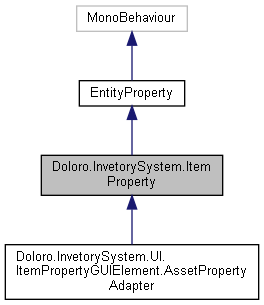 MonoBehaviour
EntityProperty
Doloro.InvetorySystem.Item
Property
Doloro.InvetorySystem.UI.
ItemPropertyGUIElement.AssetProperty
Adapter